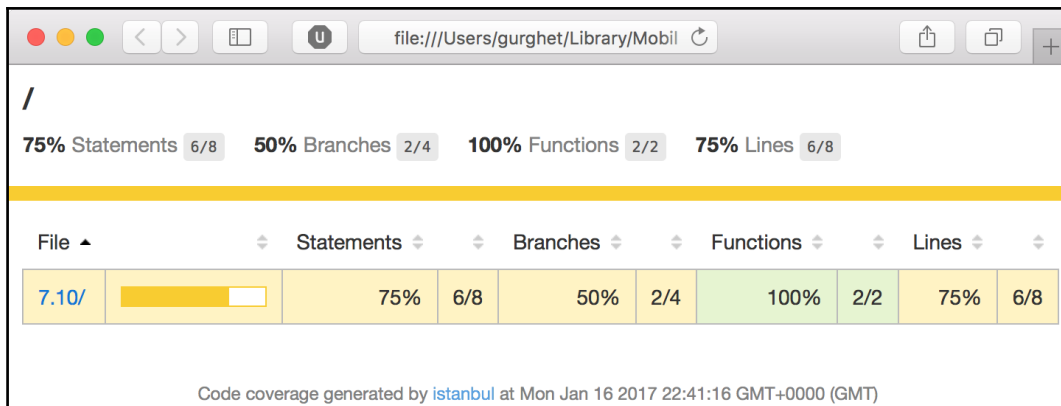 U file:///Users/gurghet/Library/Mobil
/
75% Statements 6/8 50% Branches 2/4 100% Functions 2/2 75% Lines 6/8
File Statements Branches Functions Lines
7.10/ 75% 6/8 50% 2/4 100% 2/2 75% 6/8
Code coverage generated by istanbul at Mon Jan 16 2017 22:41:16 GMT+0000 (GMT)